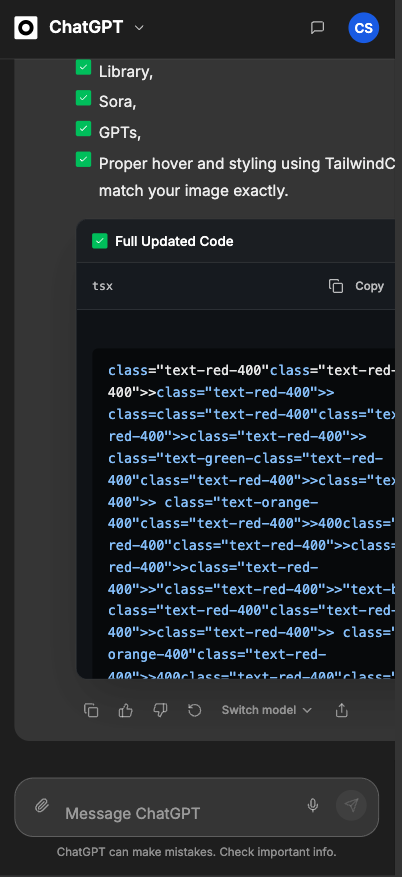 ChatGPT
CS
Library,
Sora,
GPTs,
Proper hover and styling using TailwindC
match your image exactly.
Full Updated Code
tsx
Copy
class="text-red-400"class="text-red-
400">>class="text-red-400">>
class=class="text-red-400"class="tex
red-400">>class="text-red-400">>
class="text-green-class="text-red-
400"class="text-red-400">>class="tex
400">> class="text-orange-
400"class="text-red-400">>400class="
red-400"class="text-red-400">>class=
red-400">>class="text-red-
400">>"class="text-red-400">>"text-b
class="text-red-400"class="text-red-
400">>class="text-red-400">> class="
orange-400"class="text-red-
400">>400class="text-red-400"class="
Switch model
Message ChatGPT
ChatGPT can make mistakes. Check important info.